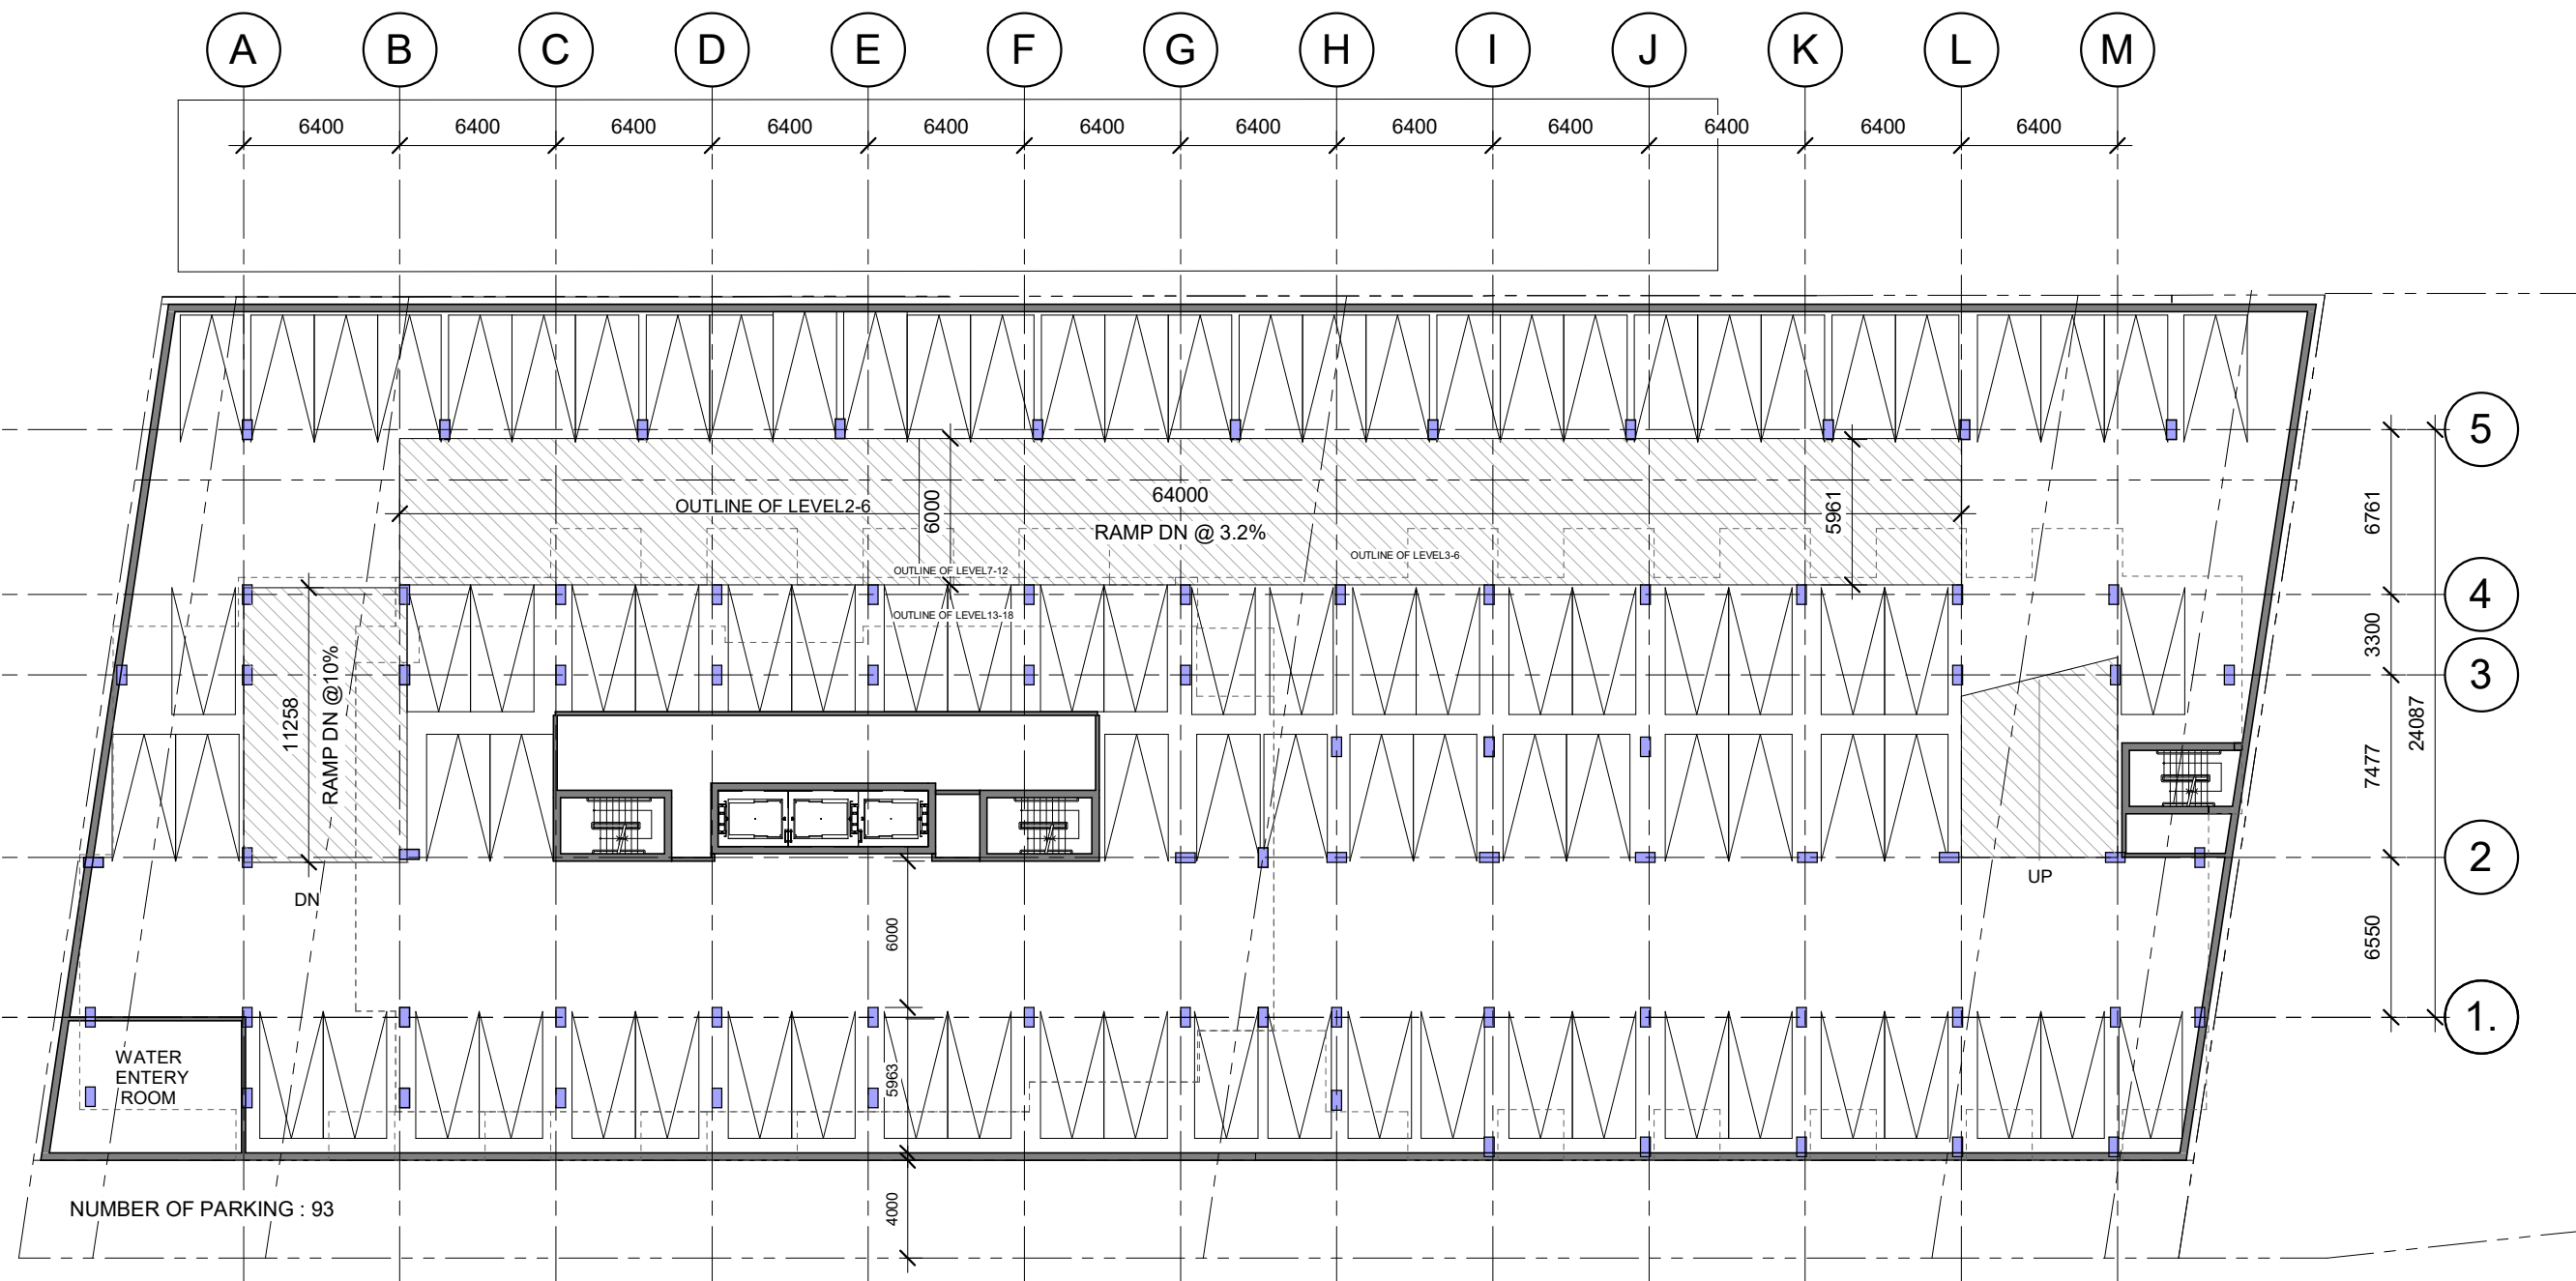 A B C D E F G H I J K L M
6400 6400 6400 6400 6400 6400 6400 6400 6400 6400 6400 6400
5
64000
OUTLINE OF LEVEL2-6
6000
5961
6761
RAMP DN @ 3.2%
OUTLINE OF LEVEL3-6
OUTLINE OF LEVEL7-12
4
OUTLINE OF LEVEL13-18
3300
3
11258
RAMP DN @10%
24087
7477
2
UP
DN
6000
6550
1.
WATER
ENTERY
ROOM
5963
NUMBER OF PARKING : 93
4000